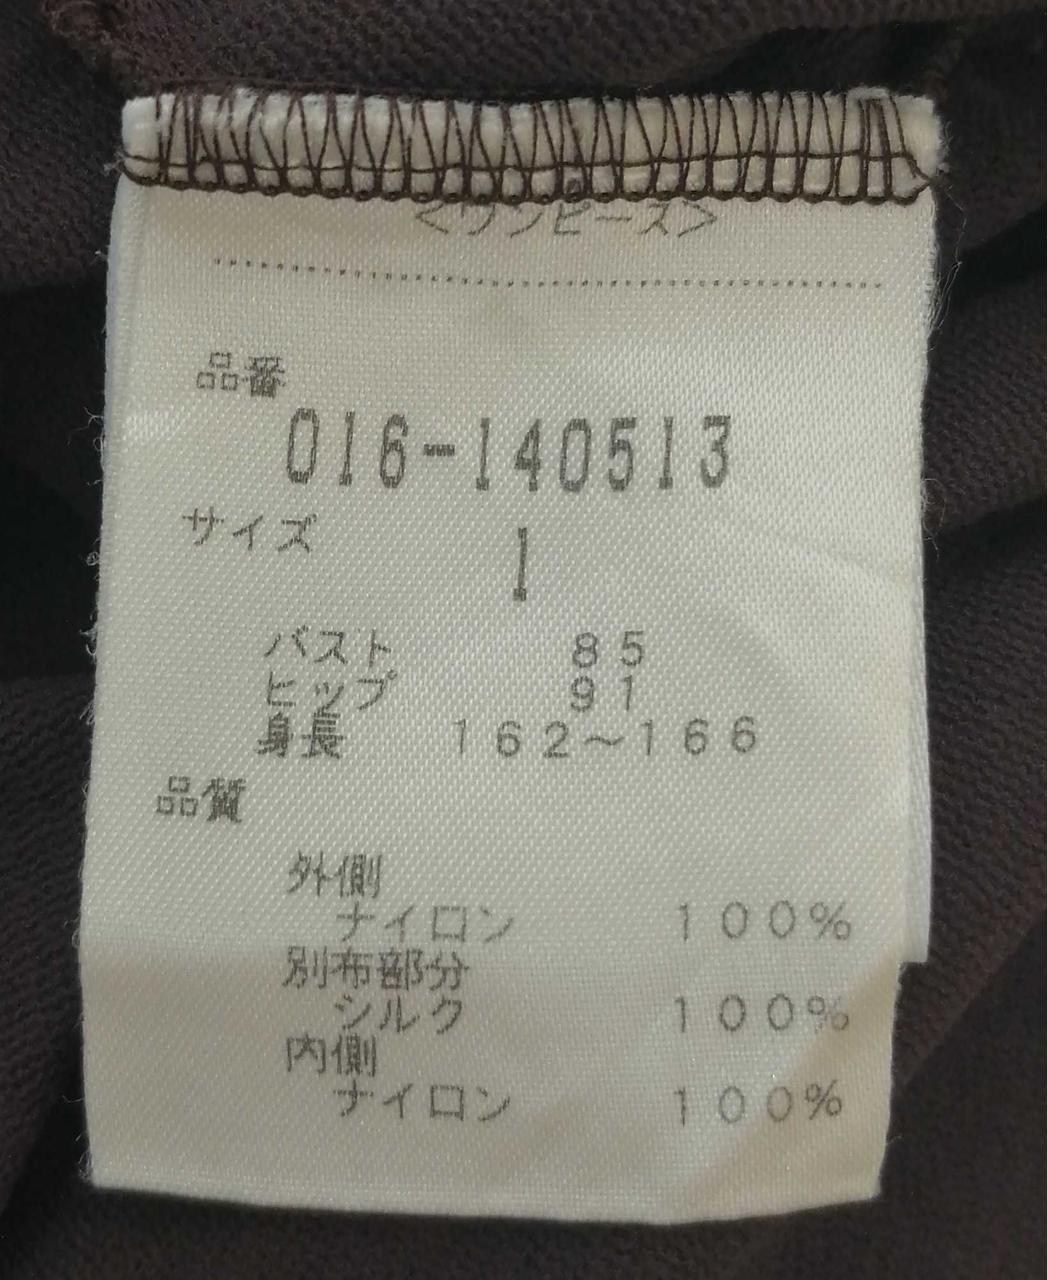 <ワンピース>
品番
016-140513
サイズ
1
バスト 85
ヒップ 91
身長 162~166
品質
外側
ナイロン 100%
別布部分
シルク 100%
内側
ナイロン 100%